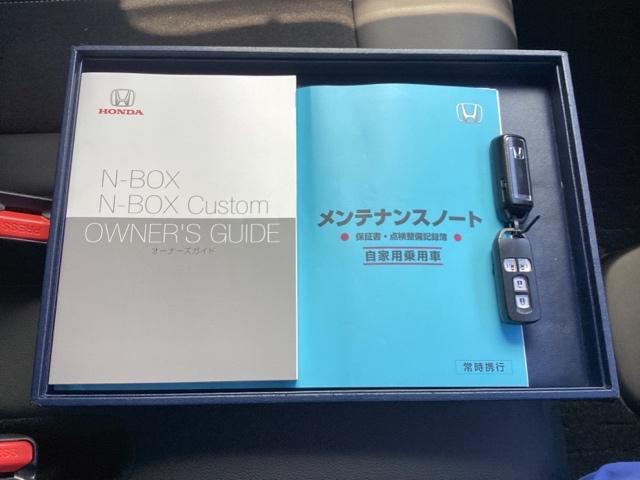 HONDA
N-BOX
N-BOX Custom
OWNER'S GUIDE
オーナーズガイド
メンテナンスノート
保証書・点検整備記録簿
自家用乗用車
常時携行
PRESS